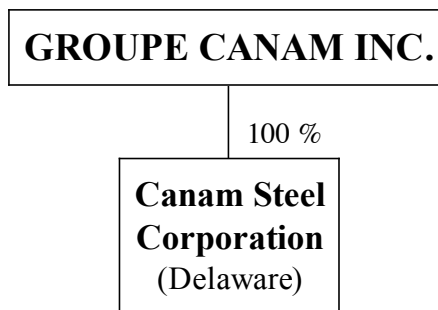 GROUPE CANAM INC.
100 %
Canam Steel
Corporation
(Delaware)